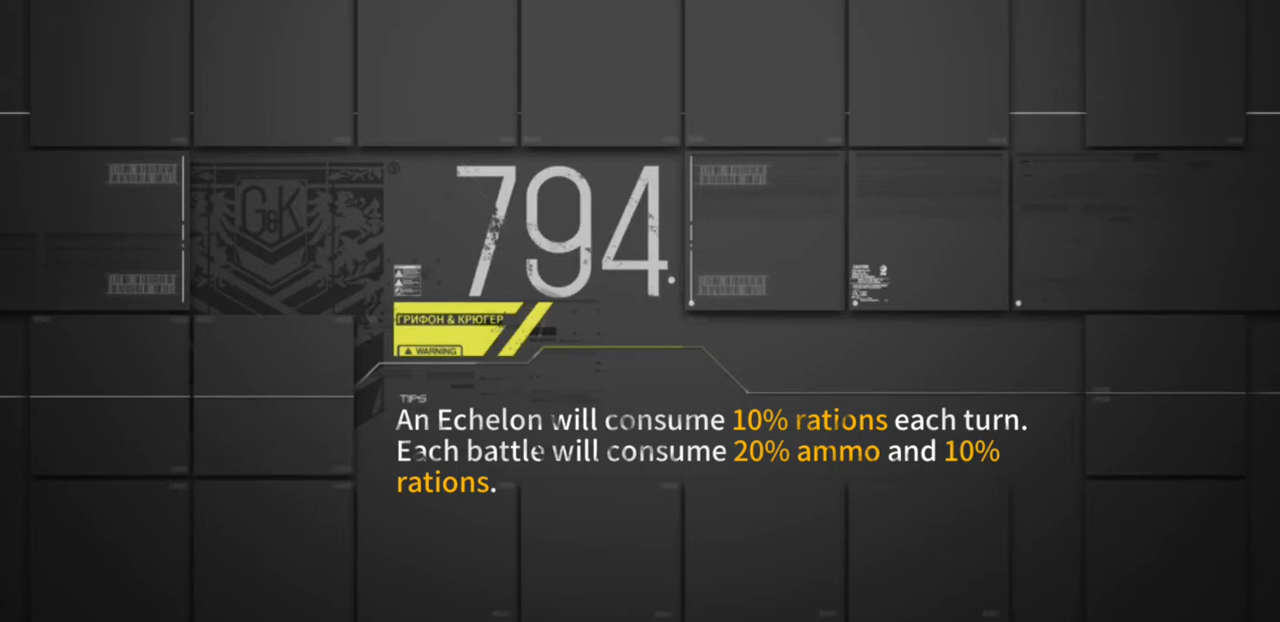 G&K
794.
ГРИФОН & КРЮГЕР
WARNING
TIPS
An Echelon will consume 10% rations each turn.
Each battle will consume 20% ammo and 10%
rations.